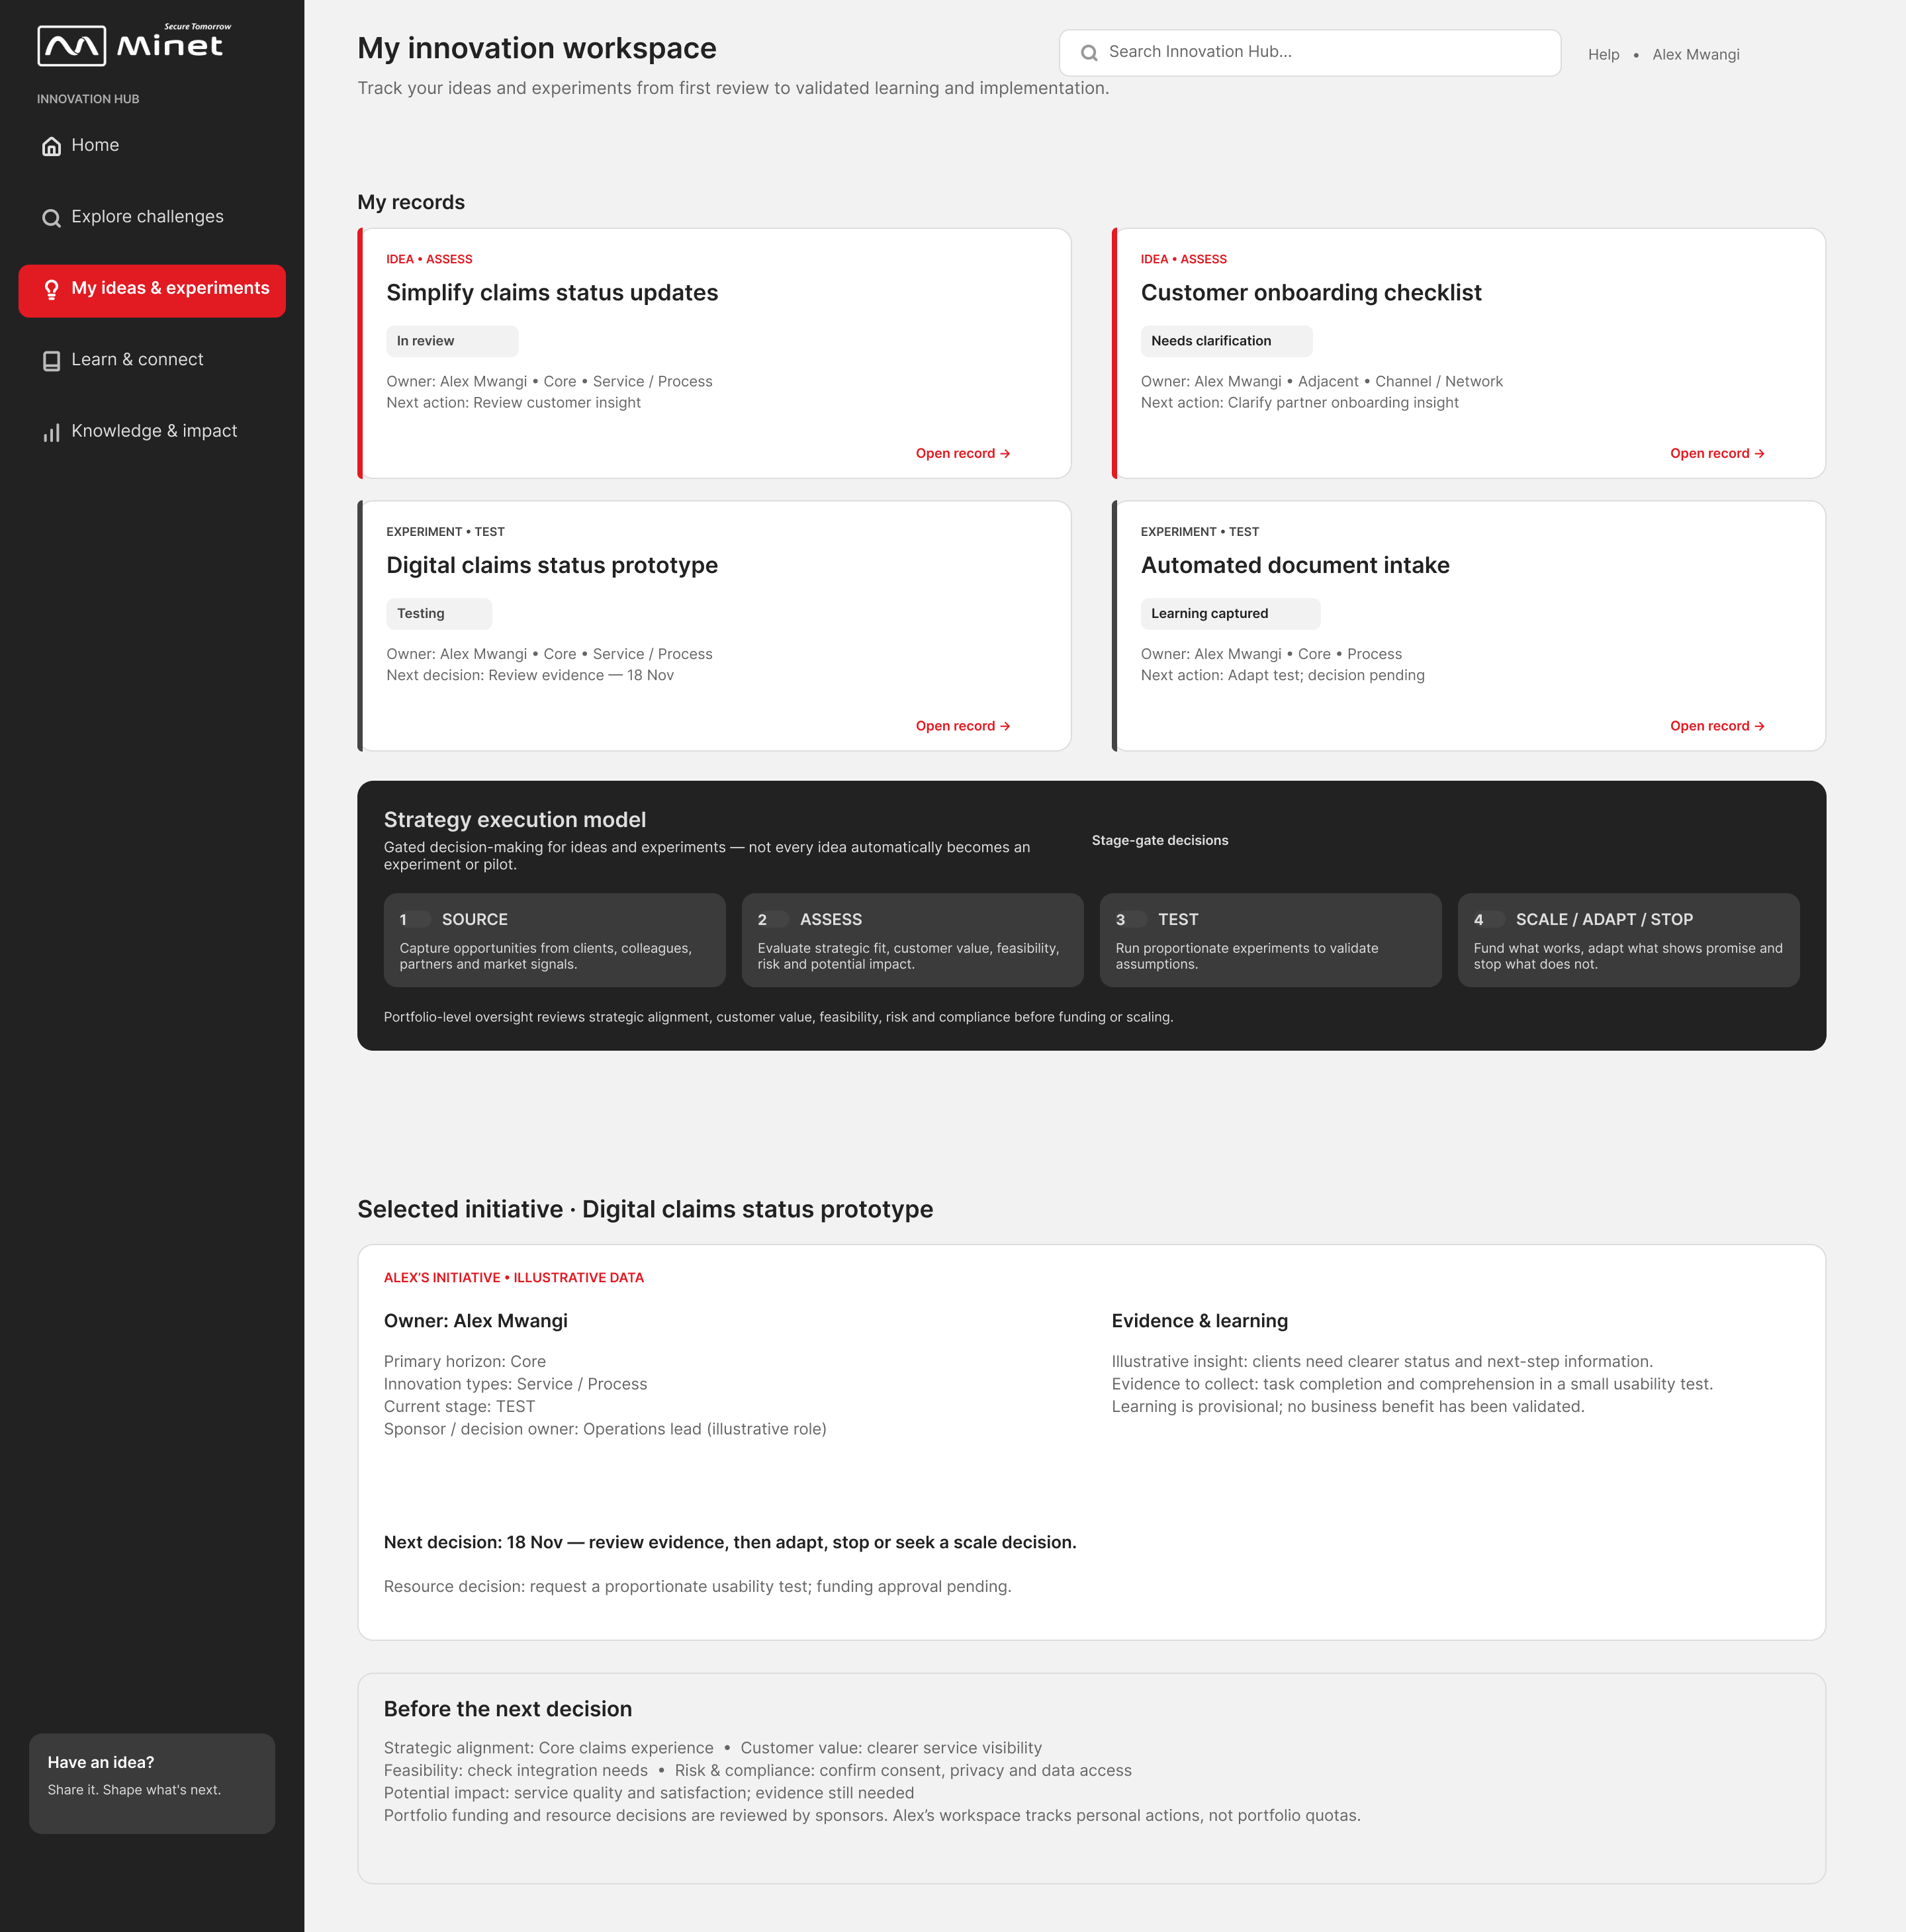 Secure Tomorrow
Minet
INNOVATION HUB
Home
Explore challenges
My ideas & experiments
Learn & connect
Knowledge & impact
Have an idea?
Share it. Shape what's next.
My innovation workspace
Search Innovation Hub...
Help • Alex Mwangi
Track your ideas and experiments from first review to validated learning and implementation.
My records
IDEA • ASSESS
Simplify claims status updates
In review
Owner: Alex Mwangi • Core • Service / Process
Next action: Review customer insight
Open record →
IDEA • ASSESS
Customer onboarding checklist
Needs clarification
Owner: Alex Mwangi • Adjacent • Channel / Network
Next action: Clarify partner onboarding insight
Open record →
EXPERIMENT • TEST
Digital claims status prototype
Testing
Owner: Alex Mwangi • Core • Service / Process
Next decision: Review evidence — 18 Nov
Open record →
EXPERIMENT • TEST
Automated document intake
Learning captured
Owner: Alex Mwangi • Core • Process
Next action: Adapt test; decision pending
Open record →
Strategy execution model
Gated decision-making for ideas and experiments — not every idea automatically becomes an
experiment or pilot.
Stage-gate decisions
1 SOURCE
Capture opportunities from clients, colleagues,
partners and market signals.
2 ASSESS
Evaluate strategic fit, customer value, feasibility,
risk and potential impact.
3 TEST
Run proportionate experiments to validate
assumptions.
4 SCALE / ADAPT / STOP
Fund what works, adapt what shows promise and
stop what does not.
Portfolio-level oversight reviews strategic alignment, customer value, feasibility, risk and compliance before funding or scaling.
Selected initiative · Digital claims status prototype
ALEX’S INITIATIVE • ILLUSTRATIVE DATA
Owner: Alex Mwangi
Primary horizon: Core
Innovation types: Service / Process
Current stage: TEST
Sponsor / decision owner: Operations lead (illustrative role)
Evidence & learning
Illustrative insight: clients need clearer status and next-step information.
Evidence to collect: task completion and comprehension in a small usability test.
Learning is provisional; no business benefit has been validated.
Next decision: 18 Nov — review evidence, then adapt, stop or seek a scale decision.
Resource decision: request a proportionate usability test; funding approval pending.
Before the next decision
Strategic alignment: Core claims experience • Customer value: clearer service visibility
Feasibility: check integration needs • Risk & compliance: confirm consent, privacy and data access
Potential impact: service quality and satisfaction; evidence still needed
Portfolio funding and resource decisions are reviewed by sponsors. Alex’s workspace tracks personal actions, not portfolio quotas.